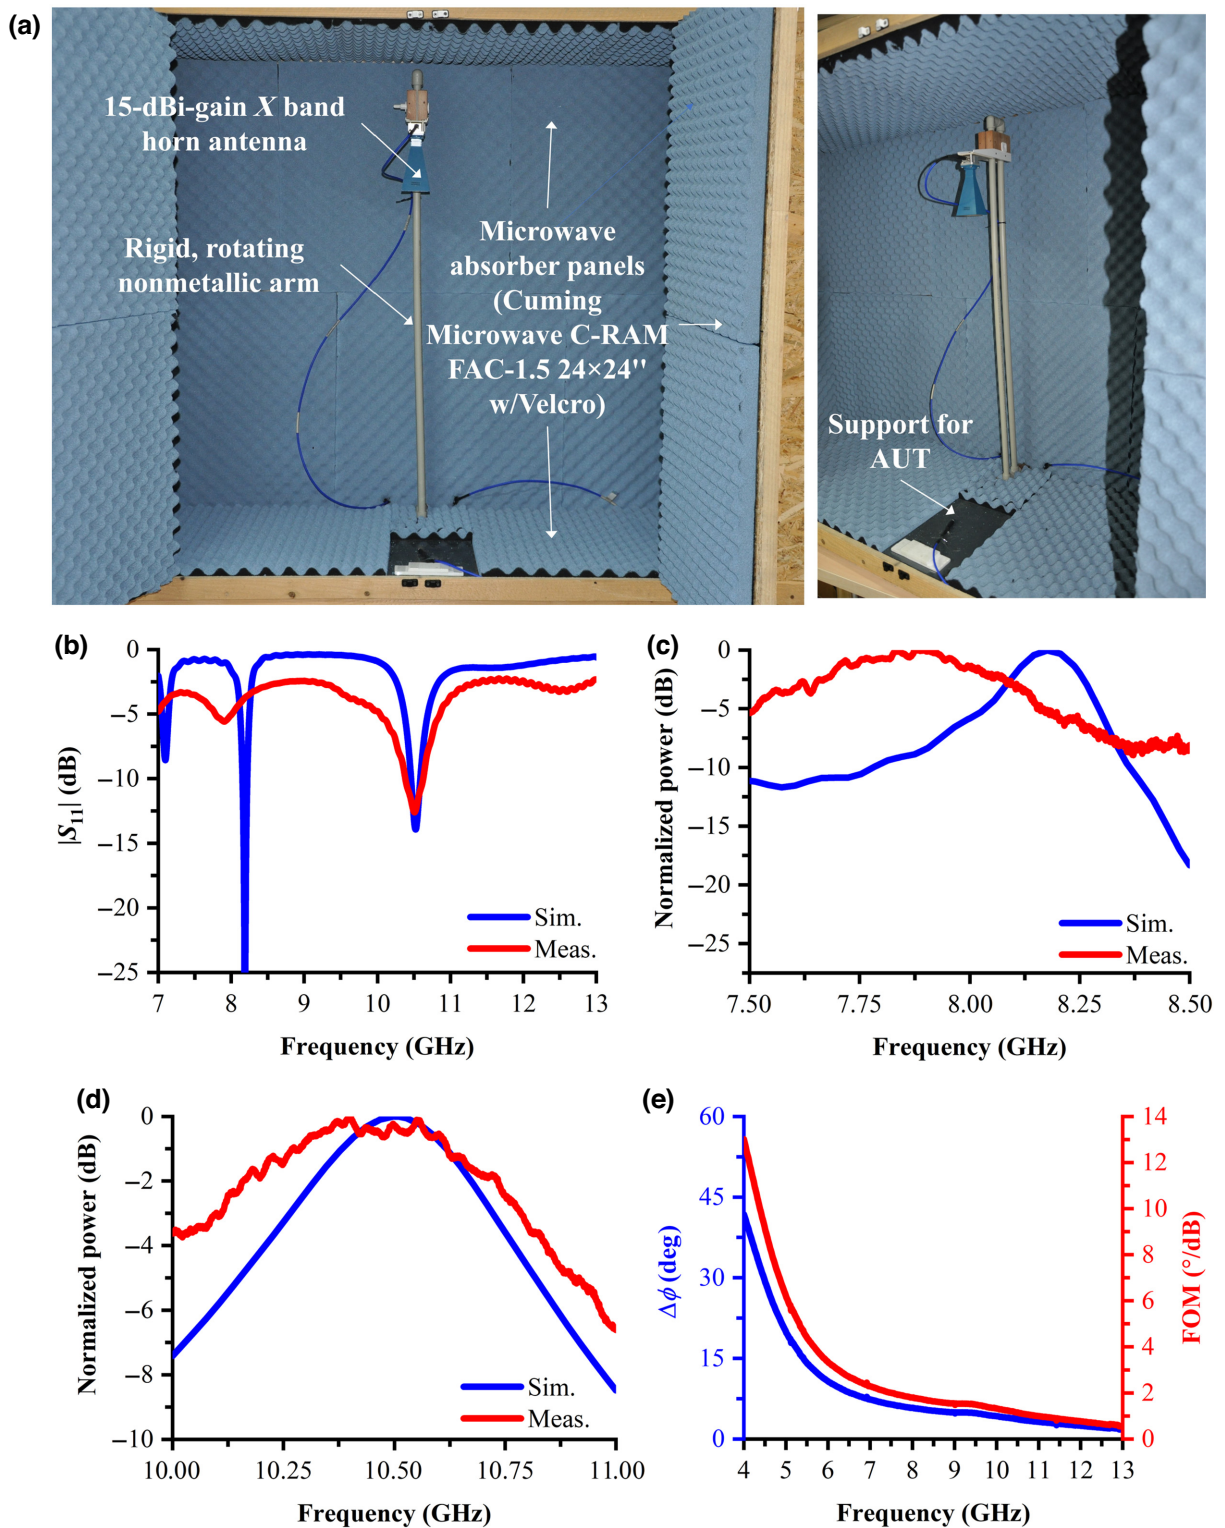 (a)
15-dBi-gain X band
horn antenna
Rigid, rotating
nonmetallic arm
Microwave
absorber panels
(Cuming
Microwave C-RAM
FAC-1.5 24×24"
w/Velcro)
Support for
AUT
(b)
0
−5
−10
−15
−20
−25
|S11| (dB)
Sim.
Meas.
7 8 9 10 11 12 13
Frequency (GHz)
(c)
0
−5
−10
−15
−20
−25
Normalized power (dB)
Sim.
Meas.
7.50 7.75 8.00 8.25 8.50
Frequency (GHz)
(d)
0
−2
−4
−6
−8
−10
Normalized power (dB)
Sim.
Meas.
10.00 10.25 10.50 10.75 11.00
Frequency (GHz)
(e)
60
45
30
15
0
Δϕ (deg)
14
12
10
8
6
4
2
0
FOM (°/dB)
4 5 6 7 8 9 10 11 12 13
Frequency (GHz)